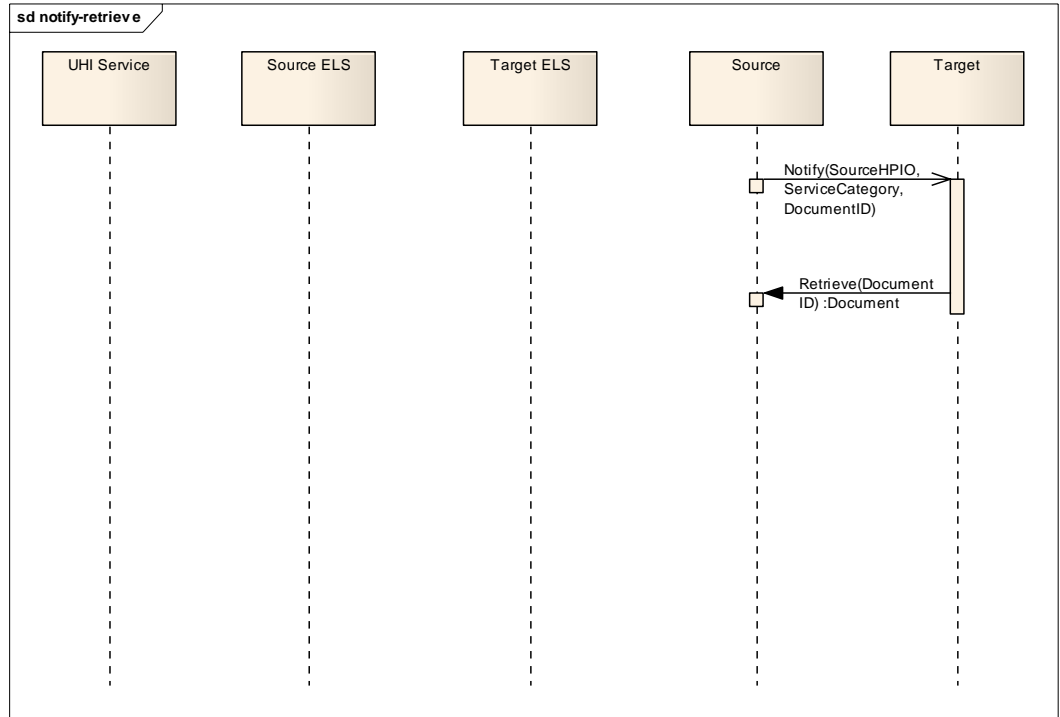 sd notify-retrieve
UHI Service
Source ELS
Target ELS
Source
Target
Notify(SourceHPIO,
ServiceCategory,
DocumentID)
Retrieve(Document
ID) :Document